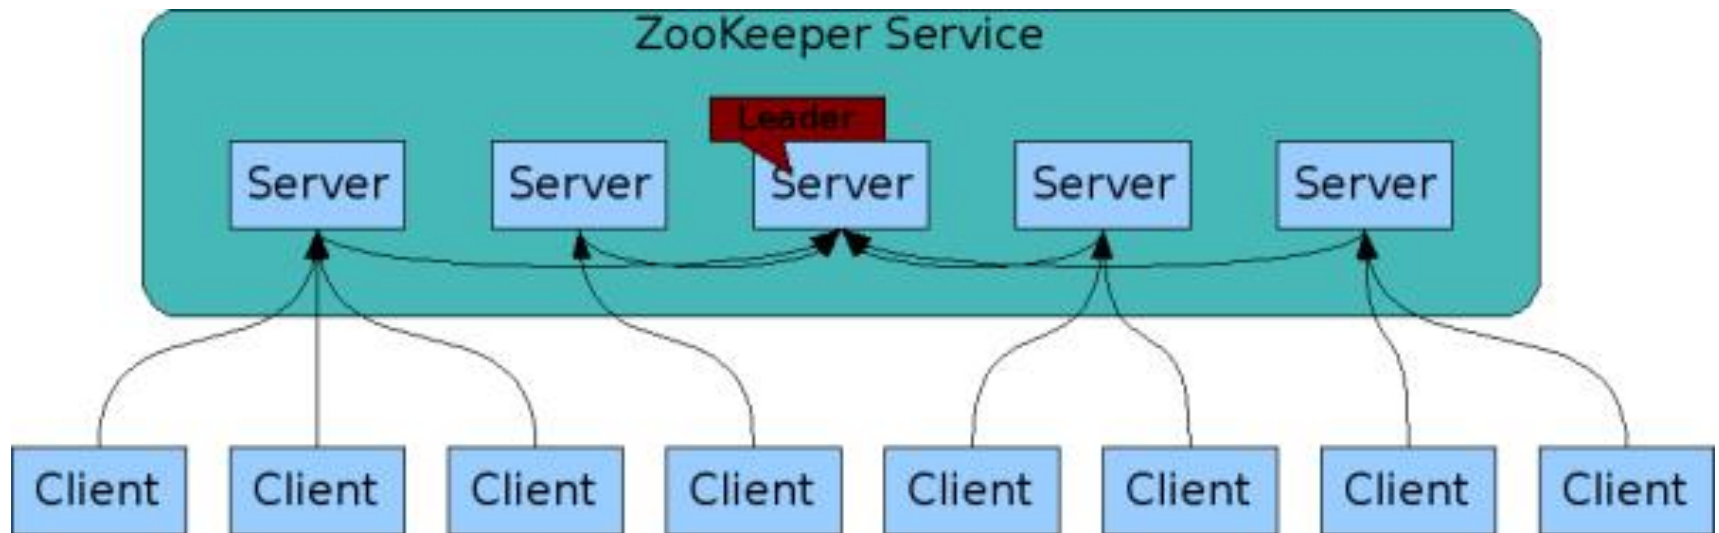 ZooKeeper Service
Leader
Server Server Server Server Server
Client Client Client Client Client Client Client Client